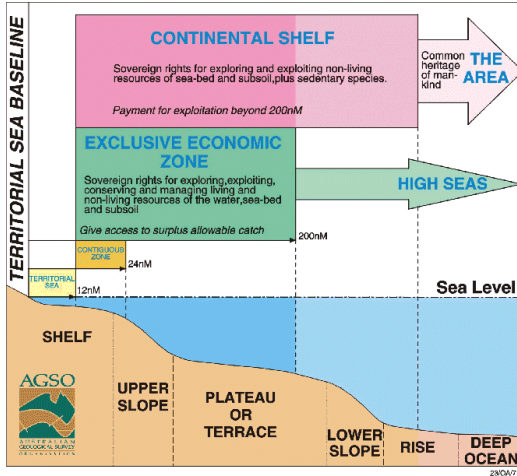 TERRITORIAL SEA BASELINE
CONTINENTAL SHELF
Sovereign rights for exploring and exploiting non-living
resources of sea-bed and subsoil,plus sedentary species.
Payment for exploitation beyond 200nM
Common
heritage
of man-
kind
THE
AREA
EXCLUSIVE ECONOMIC
ZONE
Sovereign rights for exploring,exploiting,
conserving and managing living and
non-living resources of the water,sea-bed
and subsoil
Give access to surplus allowable catch
HIGH SEAS
200nM
CONTIGUOUS
ZONE
24nM
TERRITORIAL
SEA
12nM
Sea Level
SHELF
UPPER
SLOPE
PLATEAU
OR
TERRACE
LOWER
SLOPE
RISE
DEEP
OCEAN
AGSO
AUSTRALIAN
GEOLOGICAL SURVEY
ORGANISATION